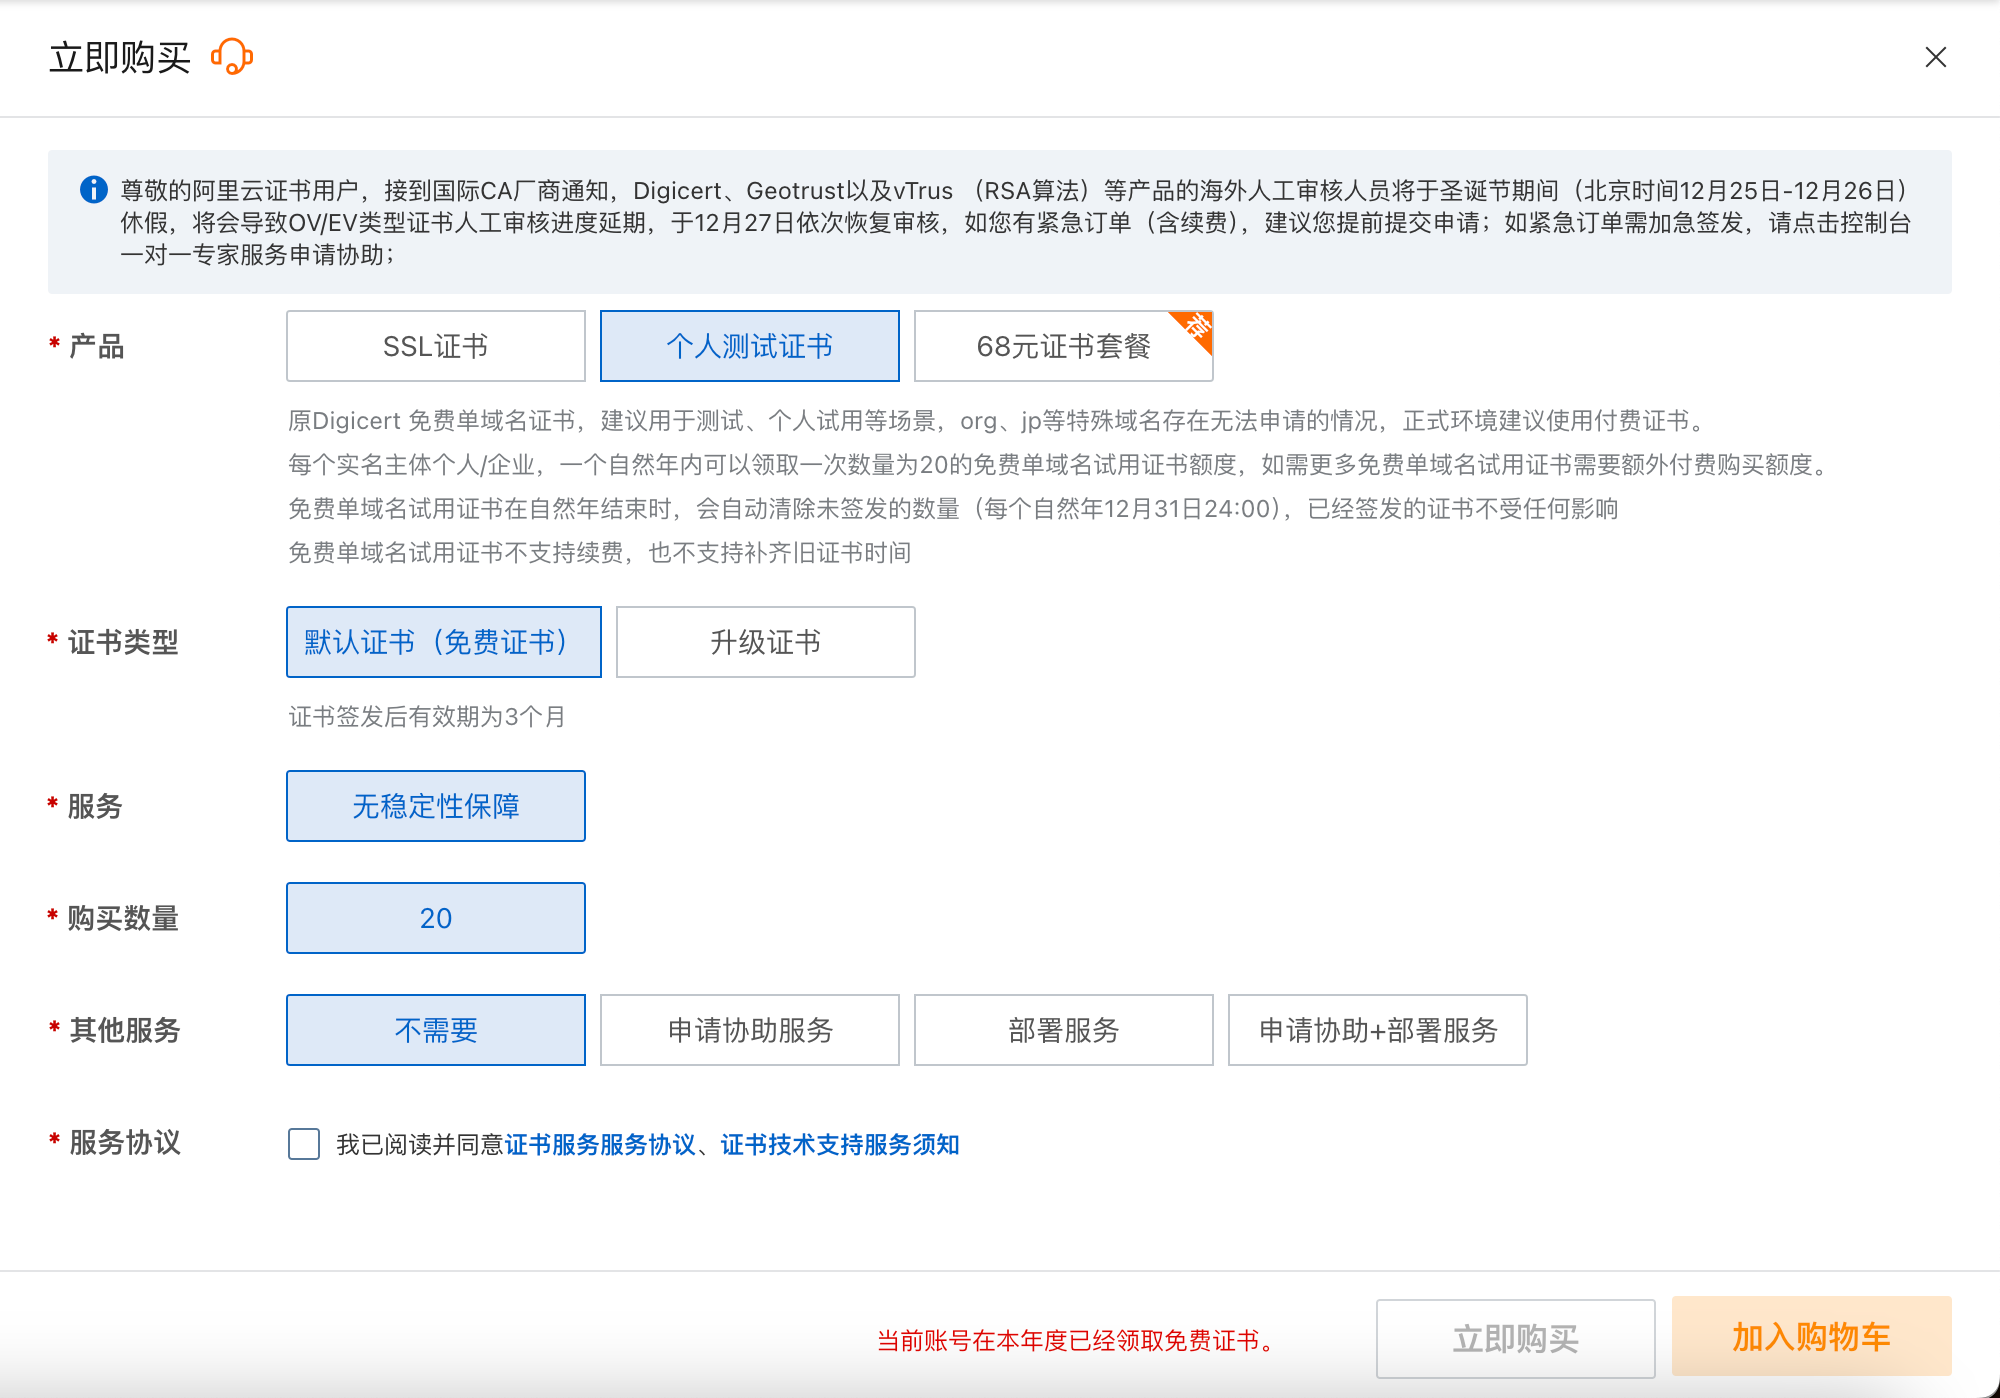 立即购买
尊敬的阿里云证书用户，接到国际CA厂商通知，Digicert、Geotrust以及vTrus （RSA算法）等产品的海外人工审核人员将于圣诞节期间（北京时间12月25日-12月26日）
休假，将会导致OV/EV类型证书人工审核进度延期，于12月27日依次恢复审核，如您有紧急订单（含续费），建议您提前提交申请；如紧急订单需加急签发，请点击控制台
一对一专家服务申请协助；
* 产品
SSL证书
个人测试证书
68元证书套餐
荐
原Digicert 免费单域名证书，建议用于测试、个人试用等场景，org、jp等特殊域名存在无法申请的情况，正式环境建议使用付费证书。
每个实名主体个人/企业，一个自然年内可以领取一次数量为20的免费单域名试用证书额度，如需更多免费单域名试用证书需要额外付费购买额度。
免费单域名试用证书在自然年结束时，会自动清除未签发的数量（每个自然年12月31日24:00），已经签发的证书不受任何影响
免费单域名试用证书不支持续费，也不支持补齐旧证书时间
* 证书类型
默认证书（免费证书）
升级证书
证书签发后有效期为3个月
* 服务
无稳定性保障
* 购买数量
20
* 其他服务
不需要
申请协助服务
部署服务
申请协助+部署服务
* 服务协议
我已阅读并同意证书服务服务协议、证书技术支持服务须知
当前账号在本年度已经领取免费证书。
立即购买
加入购物车